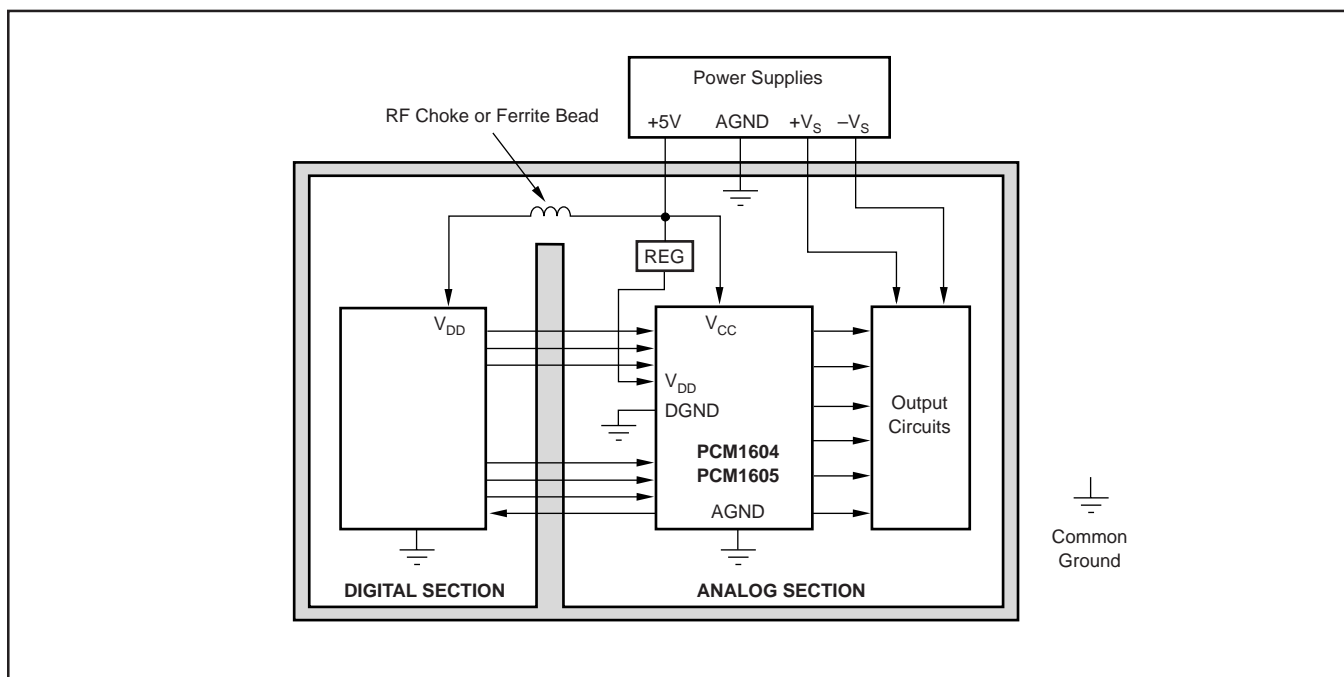 Power Supplies
+5V AGND +VS –VS
RF Choke or Ferrite Bead
REG
VDD
VCC
VDD
DGND
PCM1604
PCM1605
AGND
Output
Circuits
Common
Ground
DIGITAL SECTION
ANALOG SECTION